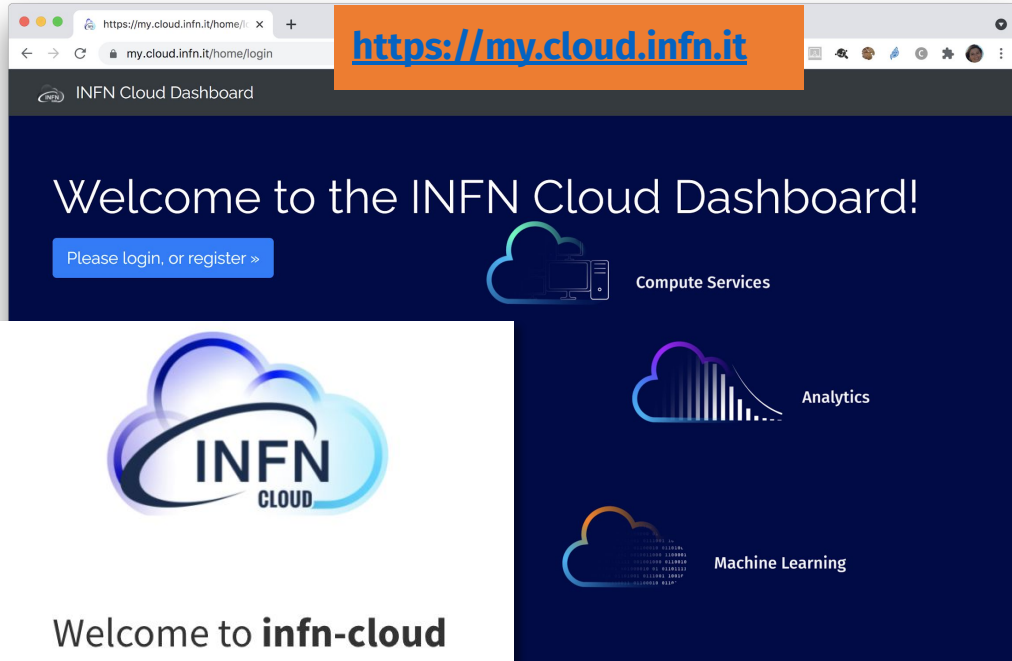 https://my.cloud.infn.it/home/l
https://my.cloud.infn.it
my.cloud.infn.it/home/login
INFN
INFN Cloud Dashboard
Welcome to the INFN Cloud Dashboard!
Please login, or register »
Compute Services
Analytics
INFN
CLOUD
Machine Learning
Welcome to infn-cloud